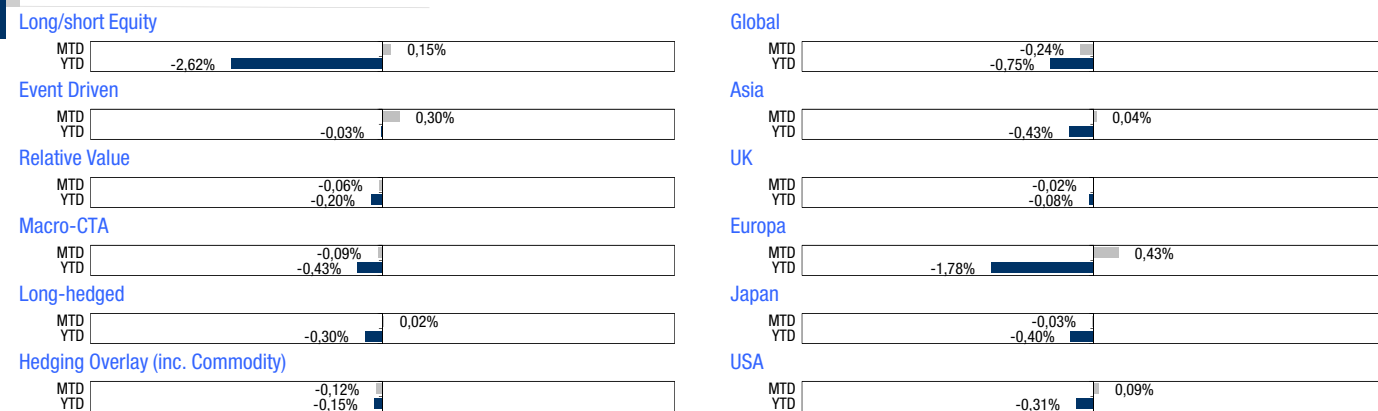 Long/short Equity
MTD 0,15%
YTD -2,62%
Event Driven
MTD 0,30%
YTD -0,03%
Relative Value
MTD -0,06%
YTD -0,20%
Macro-CTA
MTD -0,09%
YTD -0,43%
Long-hedged
MTD 0,02%
YTD -0,30%
Hedging Overlay (inc. Commodity)
MTD -0,12%
YTD -0,15%
Global
MTD -0,24%
YTD -0,75%
Asia
MTD 0,04%
YTD -0,43%
UK
MTD -0,02%
YTD -0,08%
Europa
MTD 0,43%
YTD -1,78%
Japan
MTD -0,03%
YTD -0,40%
USA
MTD 0,09%
YTD -0,31%